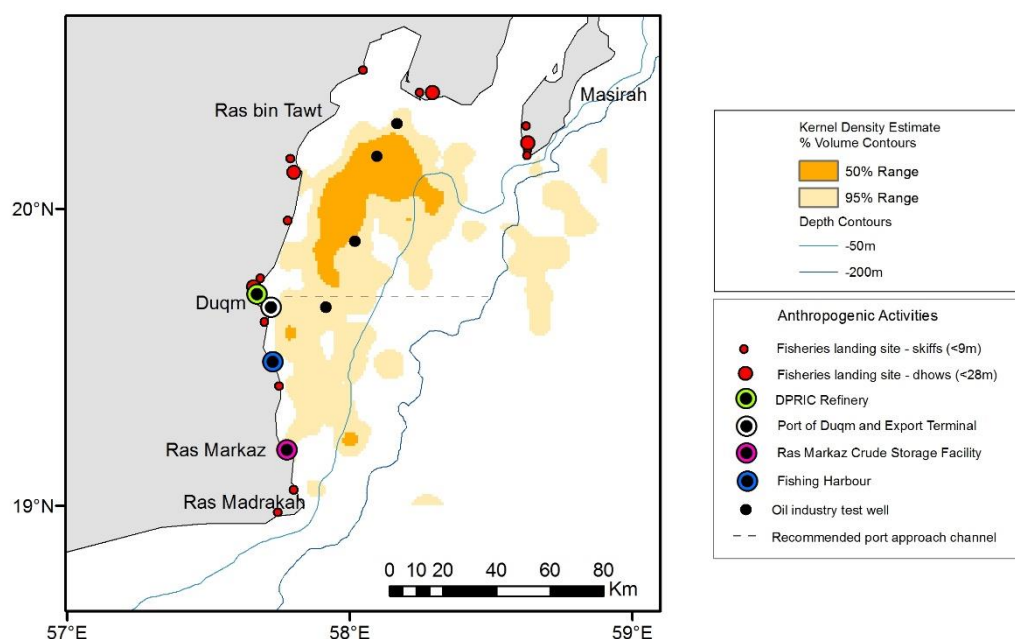 Ras bin Tawt
Masirah
20°N
Duqm
Ras Markaz
19°N
Ras Madrakah
0 10 20 40 60 80
Km
57°E
58°E
59°E
Kernel Density Estimate
% Volume Contours
50% Range
95% Range
Depth Contours
-50m
-200m
Anthropogenic Activities
Fisheries landing site - skiffs (<9m)
Fisheries landing site - dhows (<28m)
DPRIC Refinery
Port of Duqm and Export Terminal
Ras Markaz Crude Storage Facility
Fishing Harbour
Oil industry test well
Recommended port approach channel